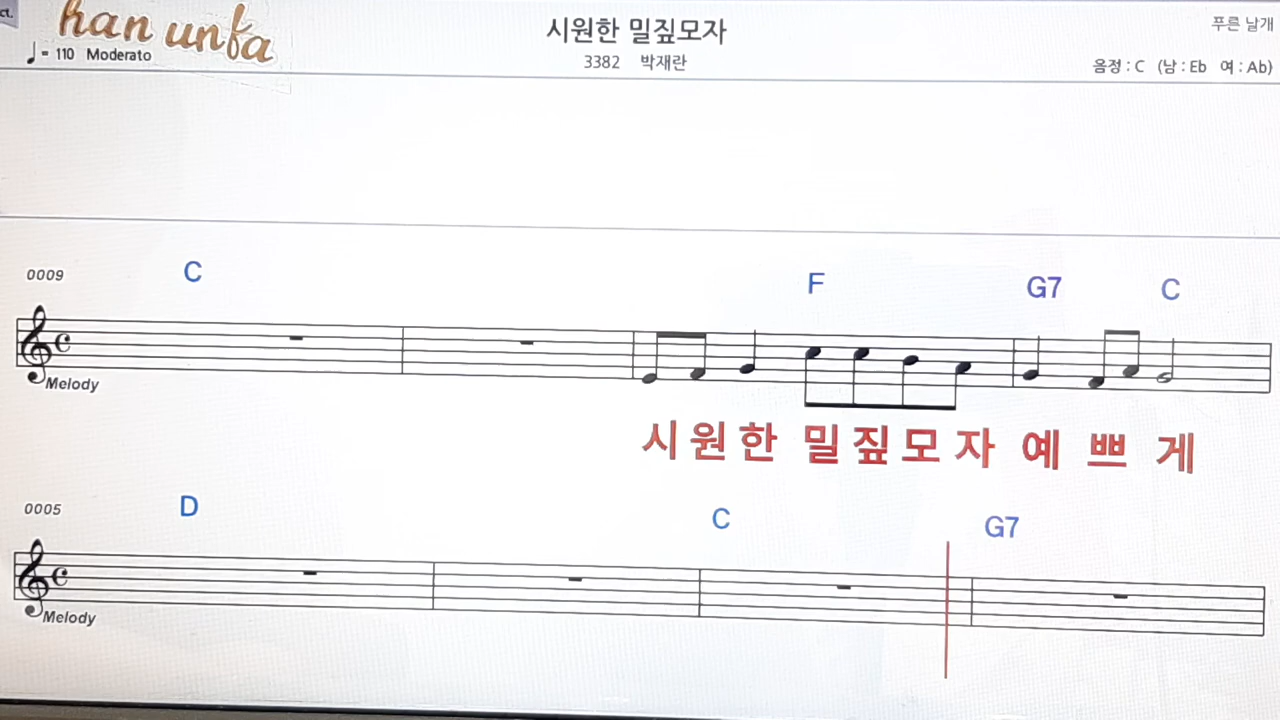 ct.
han unfa
♩= 110 Moderato
시원한 밀짚모자
3382 박재란
푸른 날개
음정 : C (남 : Eb 여 : Ab)
0009 C F G7 C
Melody
시 원 한 밀 짚 모 자 예 쁘 게
0005 D C G7
Melody